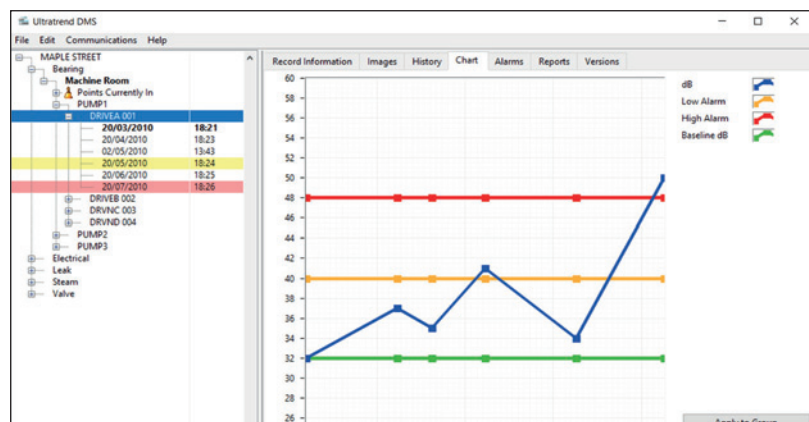 Ultratrend DMS
File Edit Communications Help
MAPLE STREET
Bearing
Machine Room
Points Currently In
PUMP1
DRIVEA 001
20/03/2010 18:21
20/04/2010 18:23
02/05/2010 13:43
20/05/2010 18:24
20/06/2010 18:25
20/07/2010 18:26
DRIVEB 002
DRVNC 003
DRVND 004
PUMP2
PUMP3
Electrical
Leak
Steam
Valve
Record Information Images History Chart Alarms Reports Versions
60
58
56
54
52
50
48
46
44
42
40
38
36
34
32
30
28
26
dB
Low Alarm
High Alarm
Baseline dB
Apply to Group